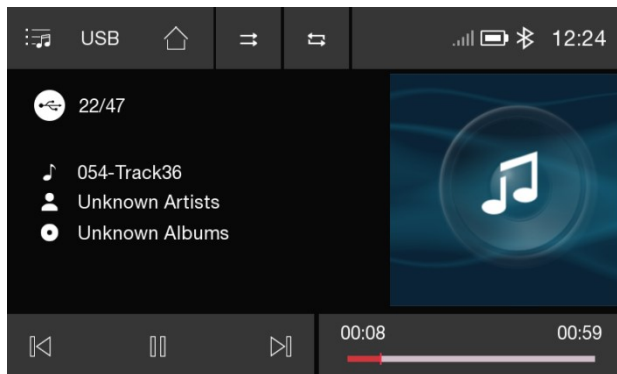 USB
12:24
22/47
054-Track36
Unknown Artists
Unknown Albums
00:08 00:59